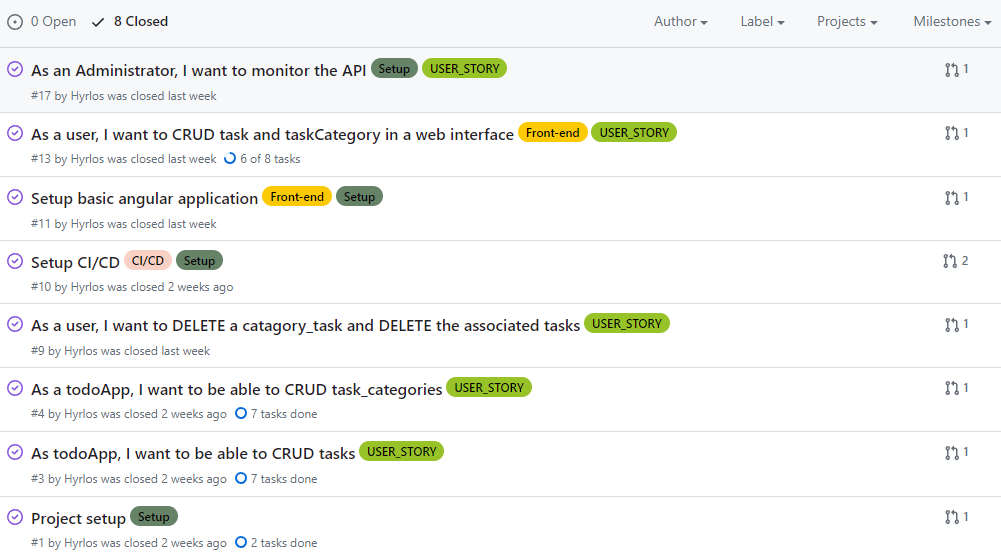 0 Open 8 Closed Author Label Projects Milestones
As an Administrator, I want to monitor the API Setup USER_STORY 1
#17 by Hyrlos was closed last week
As a user, I want to CRUD task and taskCategory in a web interface Front-end USER_STORY 1
#13 by Hyrlos was closed last week 6 of 8 tasks
Setup basic angular application Front-end Setup 1
#11 by Hyrlos was closed last week
Setup CI/CD CI/CD Setup 2
#10 by Hyrlos was closed 2 weeks ago
As a user, I want to DELETE a catagory_task and DELETE the associated tasks USER_STORY 1
#9 by Hyrlos was closed last week
As a todoApp, I want to be able to CRUD task_categories USER_STORY 1
#4 by Hyrlos was closed 2 weeks ago 7 tasks done
As todoApp, I want to be able to CRUD tasks USER_STORY 1
#3 by Hyrlos was closed 2 weeks ago 7 tasks done
Project setup Setup 1
#1 by Hyrlos was closed 2 weeks ago 2 tasks done